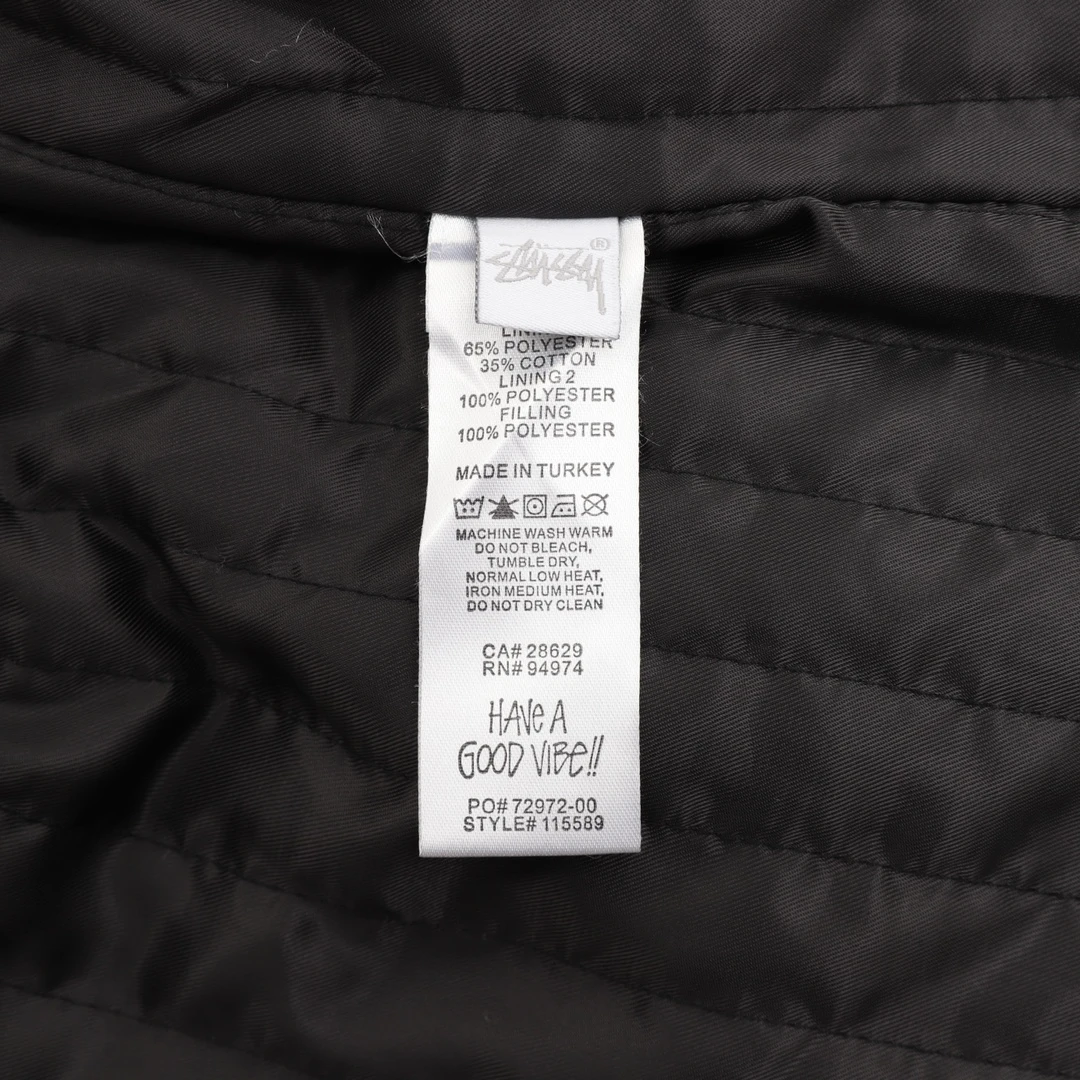 STÜSSY®
65% POLYESTER
35% COTTON
LINING 2
100% POLYESTER
FILLING
100% POLYESTER
MADE IN TURKEY
MACHINE WASH WARM
DO NOT BLEACH,
TUMBLE DRY,
NORMAL LOW HEAT,
IRON MEDIUM HEAT,
DO NOT DRY CLEAN
CA# 28629
RN# 94974
HAVE A
GOOD VIBE!!
PO# 72972-00
STYLE# 115589